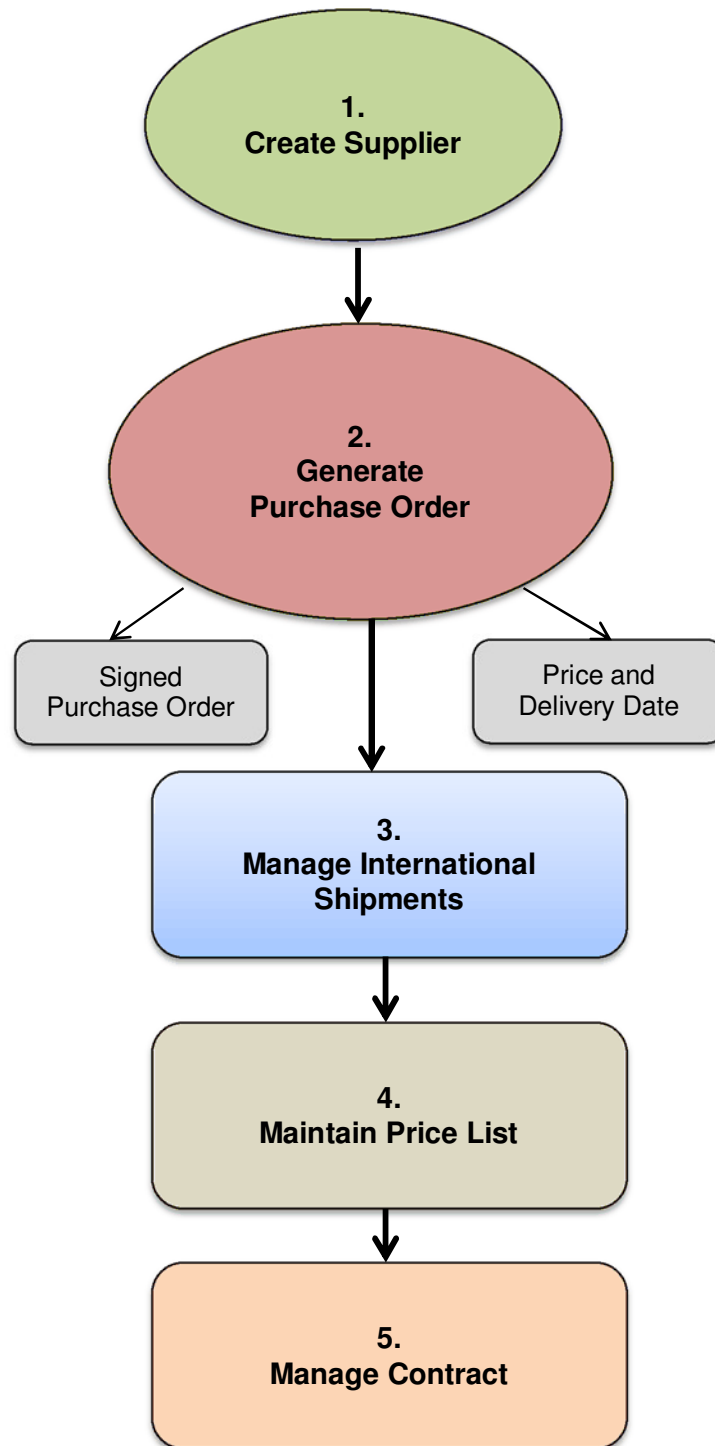 1.
Create Supplier
2.
Generate
Purchase Order
Signed
Purchase Order
Price and
Delivery Date
3.
Manage International
Shipments
4.
Maintain Price List
5.
Manage Contract